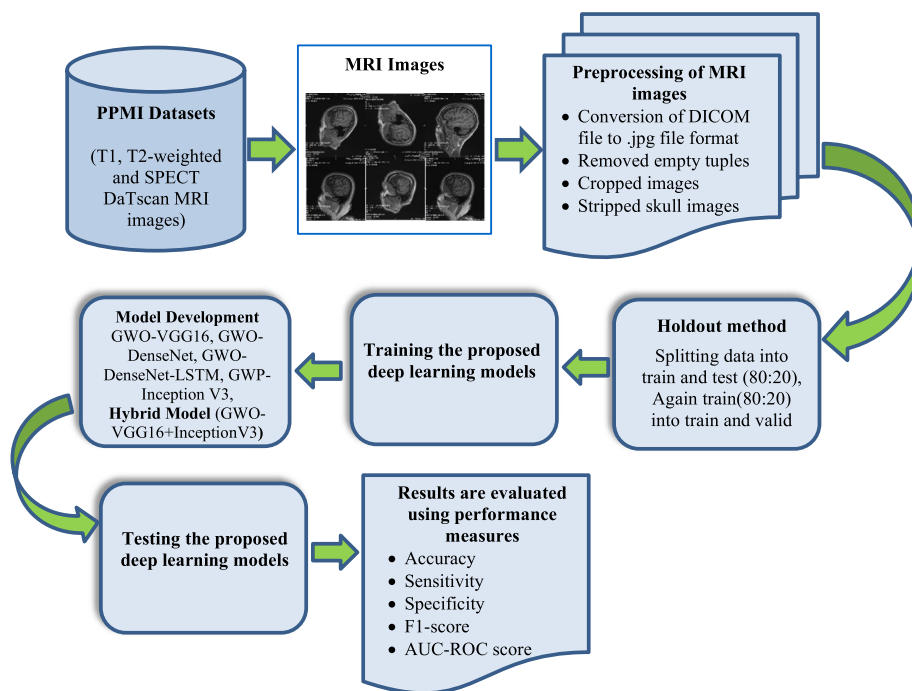 PPMI Datasets
(T1, T2-weighted
and SPECT
DaTscan MRI
images)
MRI Images
Preprocessing of MRI
images
• Conversion of DICOM
file to .jpg file format
• Removed empty tuples
• Cropped images
• Stripped skull images
Holdout method
Splitting data into
train and test (80:20),
Again train(80:20)
into train and valid
Training the proposed
deep learning models
Model Development
GWO-VGG16, GWO-
DenseNet, GWO-
DenseNet-LSTM, GWP-
Inception V3,
Hybrid Model (GWO-
VGG16+InceptionV3)
Testing the proposed
deep learning models
Results are evaluated
using performance
measures
• Accuracy
• Sensitivity
• Specificity
• F1-score
• AUC-ROC score